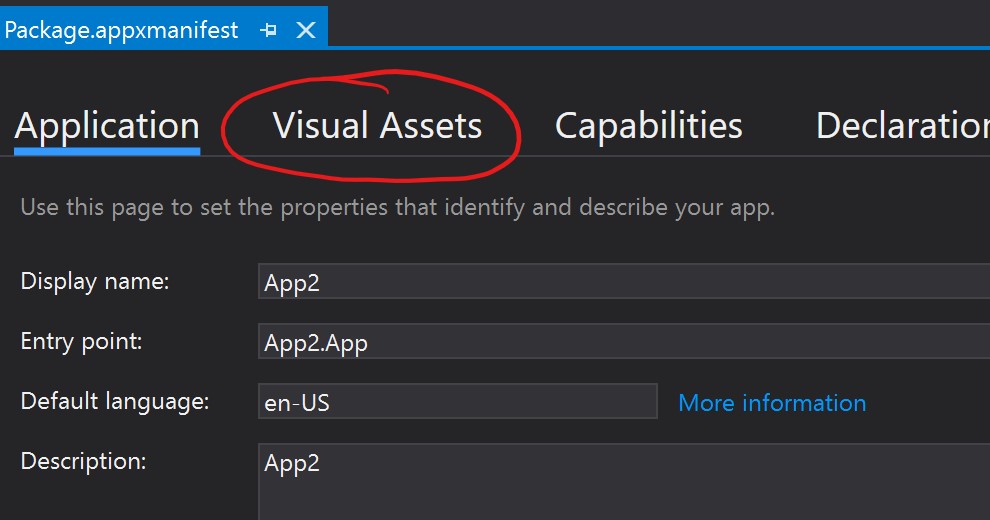 Package.appxmanifest
Application Visual Assets Capabilities Declaration
Use this page to set the properties that identify and describe your app.
Display name: App2
Entry point: App2.App
Default language: en-US More information
Description: App2